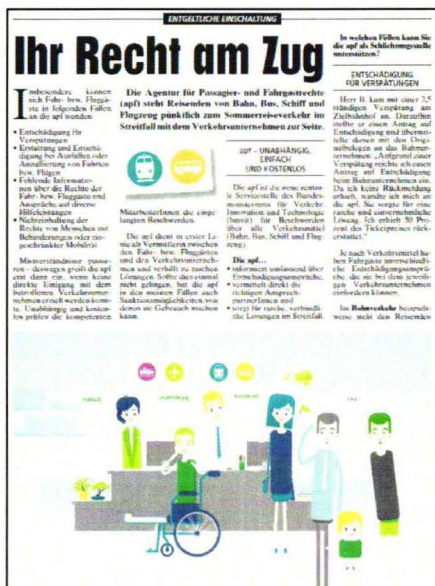 ENTGELTLICHE EINSCHALTUNG
Ihr Recht am Zug
Insbesondere können
sich Fahr- bzw. Fluggäs-
te in folgenden Fällen
an die apf wenden:
• Entschädigung für
Verspätungen
• Erstattung und Entschä-
digung bei Ausfällen oder
Annullierung von Fahrten
bzw. Flügen
• Fehlende Informatio-
nen über die Rechte der
Fahr- bzw. Fluggäste und
Ansprüche auf diverse
Hilfeleistungen
• Nichteinhaltung der
Rechte von Menschen mit
Behinderungen oder ein-
geschränkter Mobilität
Missverständnisse passie-
ren – deswegen greift die apf
erst dann ein, wenn keine
direkte Einigung mit dem
betroffenen Verkehrsunter-
nehmen erzielt werden konn-
te. Unabhängig und kosten-
los prüfen die kompetenten
Die Agentur für Passagier- und Fahrgastrechte
(apf) steht Reisenden von Bahn, Bus, Schiff und
Flugzeug pünktlich zum Sommerreiseverkehr im
Streitfall mit dem Verkehrsunternehmen zur Seite.
MitarbeiterInnen die einge-
langten Beschwerden.
Die apf dient in erster Li-
nie als Vermittlerin zwischen
den Fahr- bzw. Fluggästen
und den Verkehrsunterneh-
men und verhilft zu raschen
Lösungen. Sollte dies einmal
nicht gelingen, hat die apf
in den meisten Fällen auch
Sanktionsmöglichkeiten, von
denen sie Gebrauch machen
kann.
apf – UNABHÄNGIG,
EINFACH
UND KOSTENLOS
Die apf ist die neue zentra-
le Servicestelle des Bundes-
ministeriums für Verkehr,
Innovation und Technologie
(bmvit) für Beschwerden
über alle Verkehrsmittel
(Bahn, Bus, Schiff und Flug-
zeug).
Die apf...
• informiert umfassend über
Entschädigungsansprüche,
• vermittelt direkt die
richtigen Ansprech-
partnerInnen und
• sorgt für rasche, verbindli-
che Lösungen im Streitfall.
In welchen Fällen kann Sie
die apf als Schlichtungsstelle
unterstützen?
ENTSCHÄDIGUNG
FÜR VERSPÄTUNGEN
Herr B. kam mit einer 3,5
stündigen Verspätung am
Zielbahnhof an. Daraufhin
stellte er einen Antrag auf
Entschädigung und übermit-
telte diesen mit den Origi-
nalbelegen an das Bahnun-
ternehmen. „Aufgrund einer
Verspätung reichte ich einen
Antrag auf Entschädigung
beim Bahnunternehmen ein.
Da ich keine Rückmeldung
erhielt, wandte ich mich an
die apf. Sie sorgte für eine
rasche und einvernehmliche
Lösung. Ich erhielt 50 Pro-
zent des Ticketpreises rück-
erstattet."
Je nach Verkehrsmittel ha-
ben Fahrgäste unterschiedli-
che Entschädigungsansprü-
che, die sie bei dem jeweili-
gen Verkehrsunternehmen
einfordern können.
Im Bahnverkehr beispiels-
weise steht den Reisenden